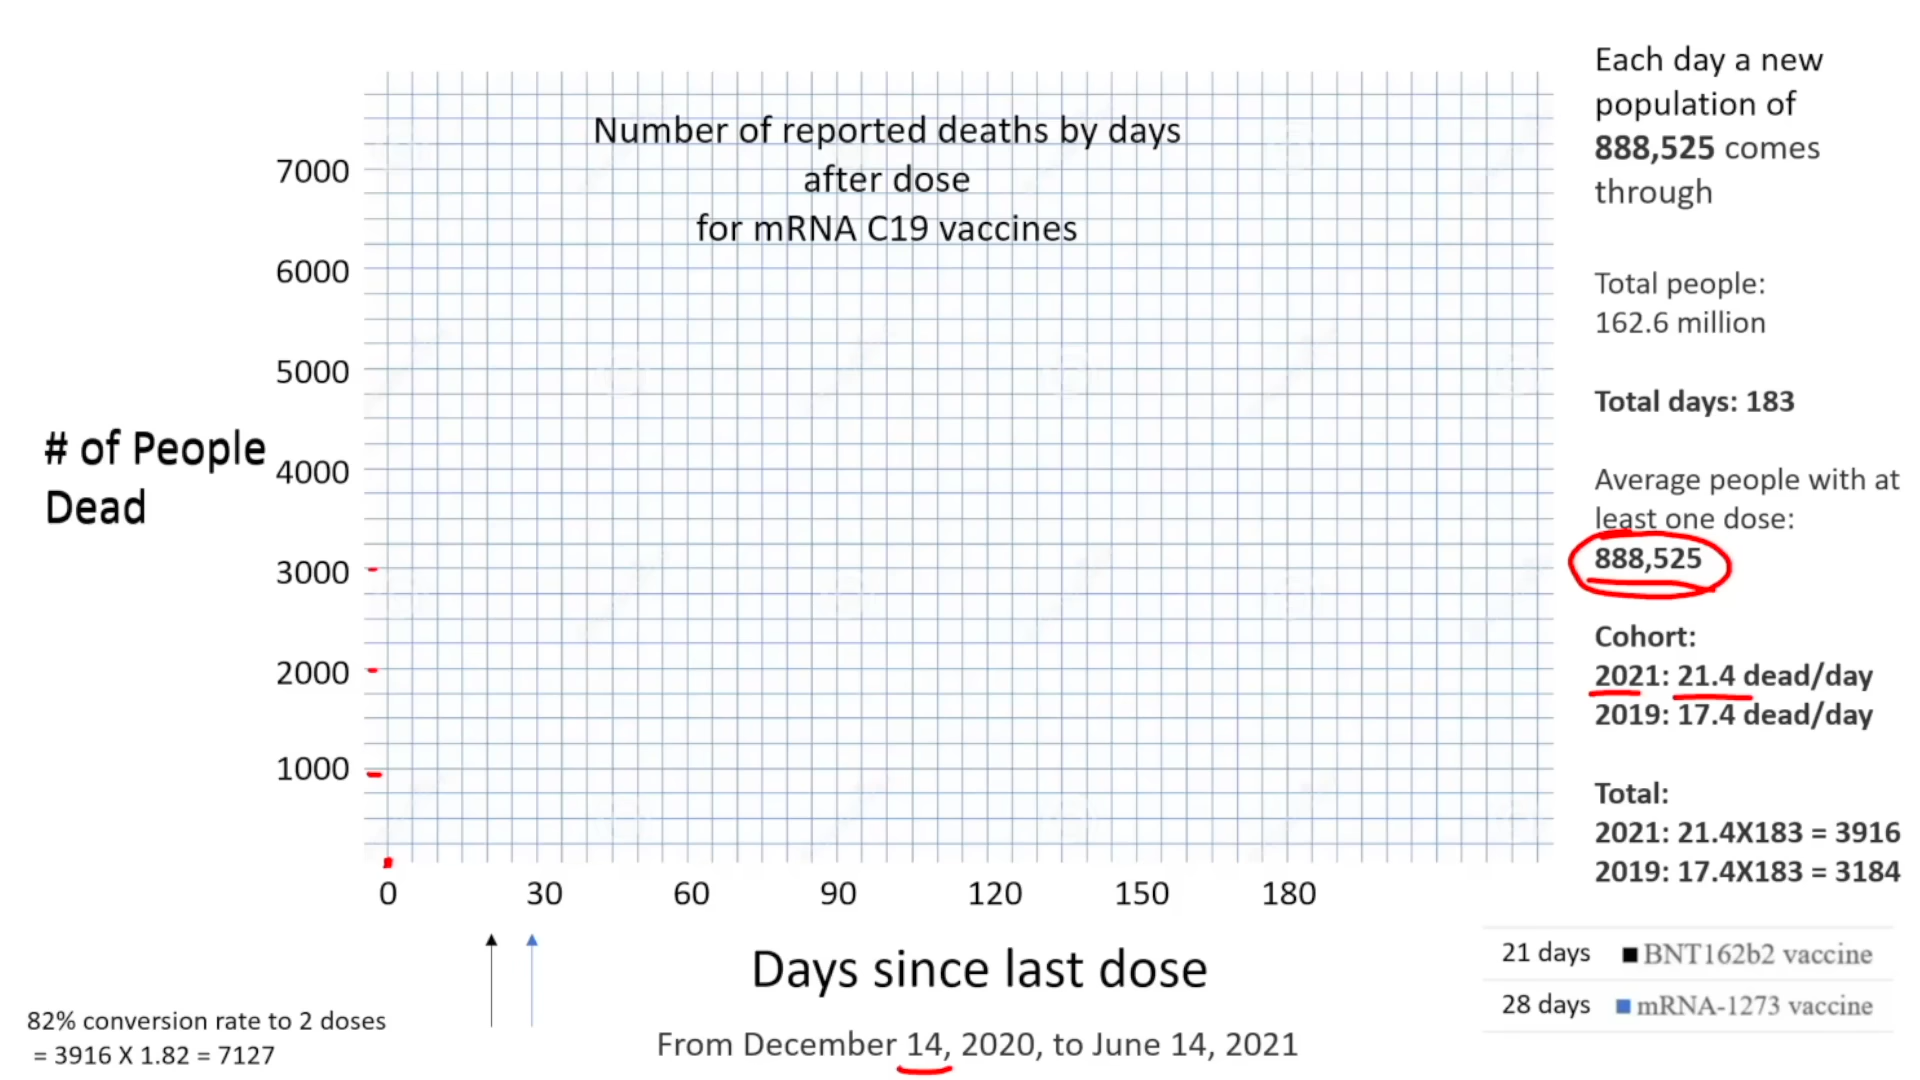 Number of reported deaths by days
after dose
for mRNA C19 vaccines
7000
6000
5000
4000
3000
2000
1000
# of People
Dead
0 30 60 90 120 150 180
Days since last dose
From December 14, 2020, to June 14, 2021
82% conversion rate to 2 doses
= 3916 X 1.82 = 7127
Each day a new
population of
888,525 comes
through
Total people:
162.6 million
Total days: 183
Average people with at
least one dose:
888,525
Cohort:
2021: 21.4 dead/day
2019: 17.4 dead/day
Total:
2021: 21.4X183 = 3916
2019: 17.4X183 = 3184
21 days BNT162b2 vaccine
28 days mRNA-1273 vaccine